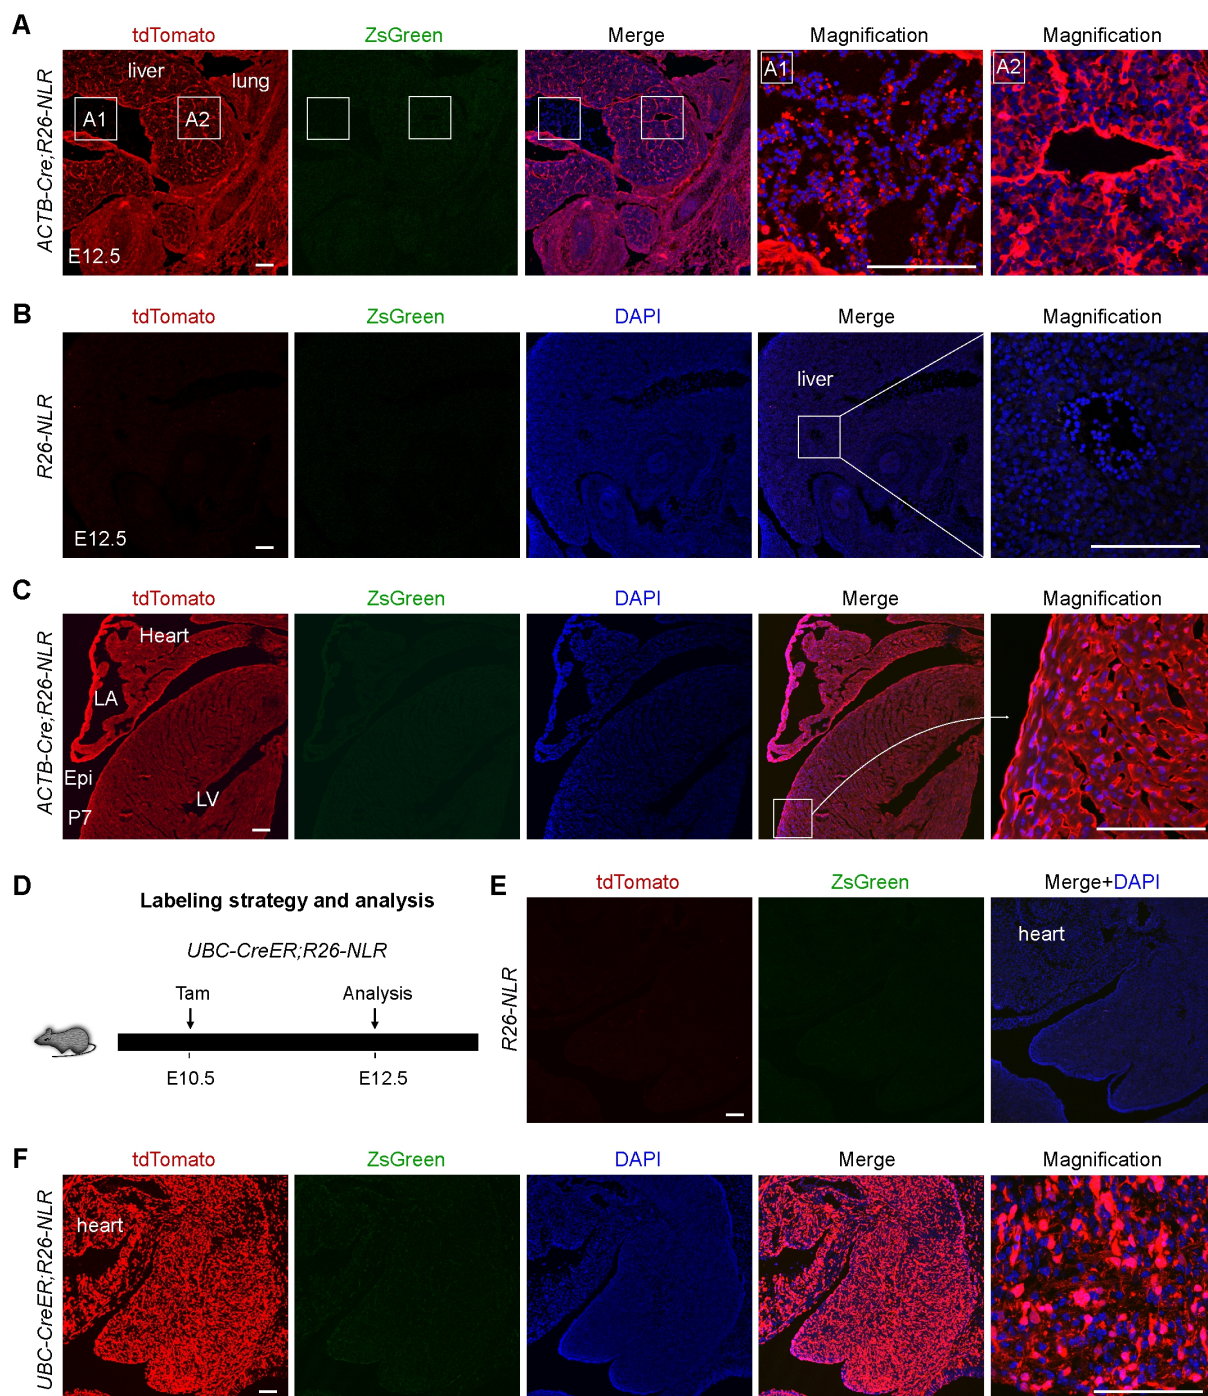 A
tdTomato ZsGreen Merge Magnification Magnification
ACTB-Cre;R26-NLR
liver
lung
A1 A2
E12.5
A1
A2
B
tdTomato ZsGreen DAPI Merge Magnification
R26-NLR
E12.5
liver
C
tdTomato ZsGreen DAPI Merge Magnification
ACTB-Cre;R26-NLR
Heart
LA
Epi
LV
P7
D
Labeling strategy and analysis
UBC-CreER;R26-NLR
Tam Analysis
E10.5 E12.5
E
tdTomato ZsGreen Merge+DAPI
R26-NLR
heart
F
tdTomato ZsGreen DAPI Merge Magnification
UBC-CreER;R26-NLR
heart